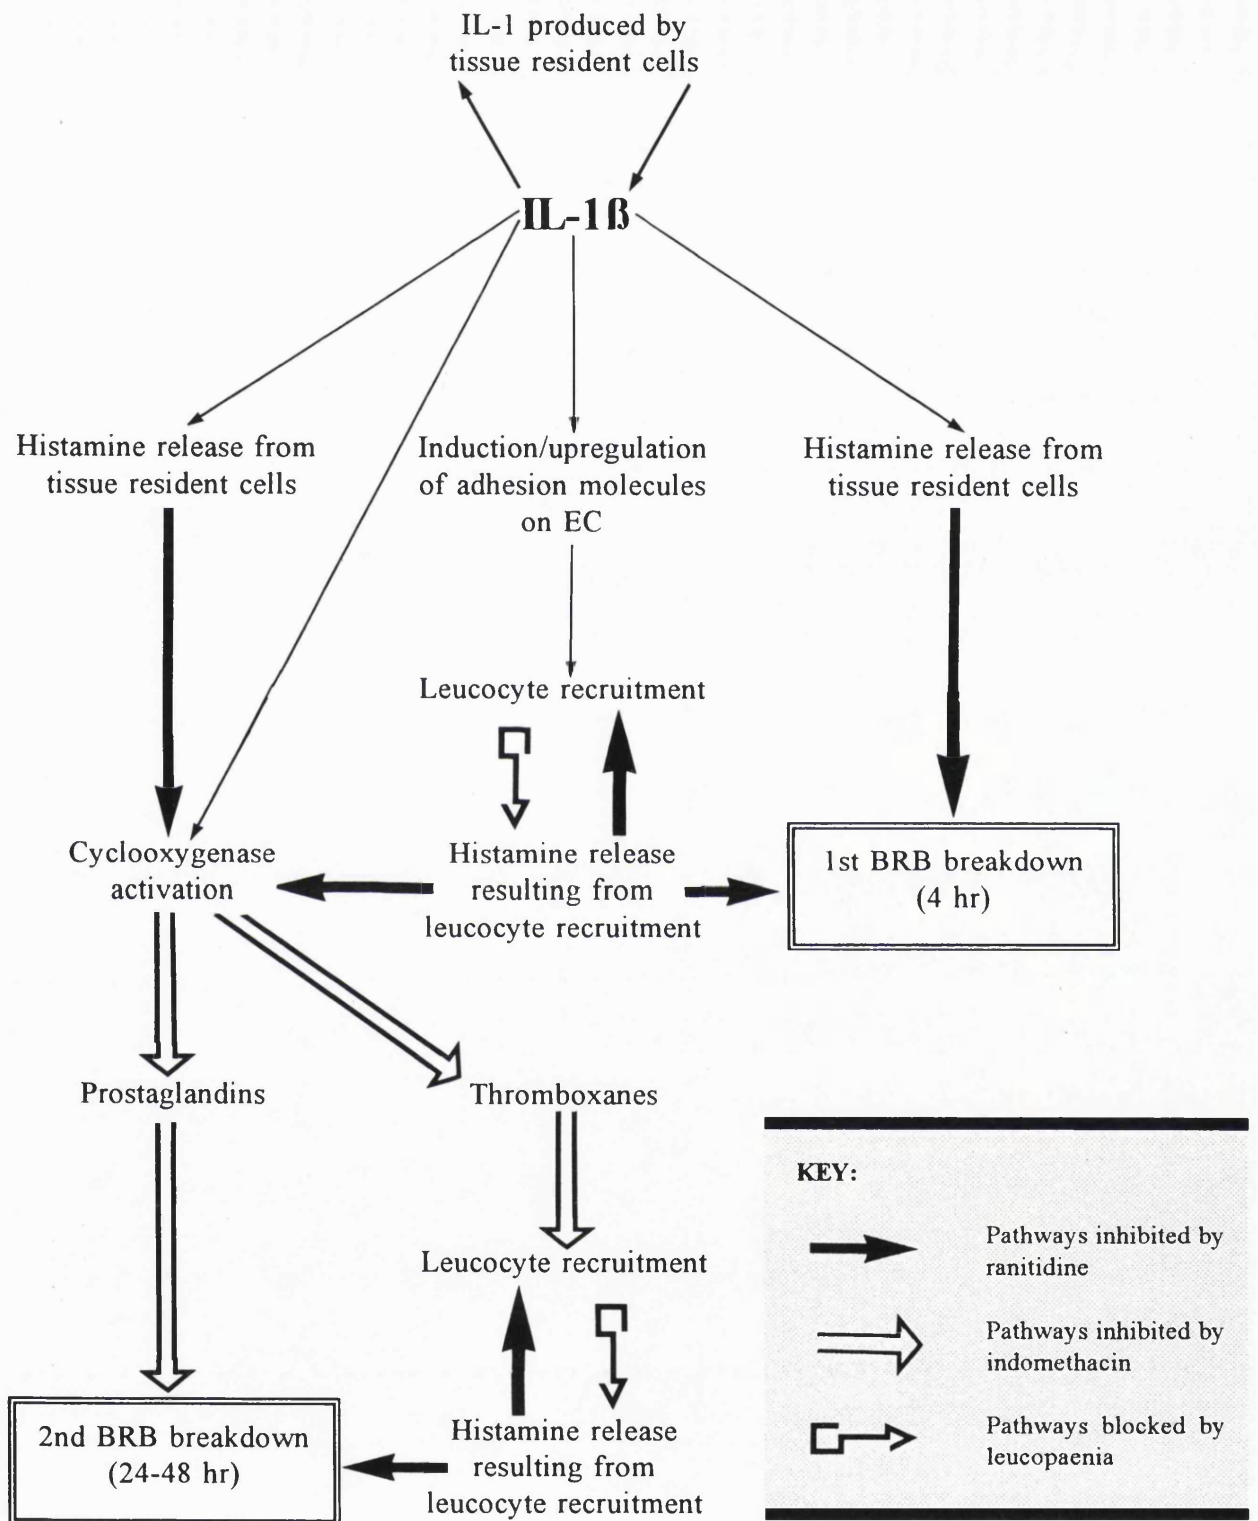 IL-1 produced by
tissue resident cells
IL-1ß
Histamine release from
tissue resident cells
Induction/upregulation
of adhesion molecules
on EC
Histamine release from
tissue resident cells
Leucocyte recruitment
Cyclooxygenase
activation
Histamine release
resulting from
leucocyte recruitment
1st BRB breakdown
(4 hr)
Prostaglandins
Thromboxanes
Leucocyte recruitment
2nd BRB breakdown
(24-48 hr)
Histamine release
resulting from
leucocyte recruitment
KEY:
Pathways inhibited by
ranitidine
Pathways inhibited by
indomethacin
Pathways blocked by
leucopaenia